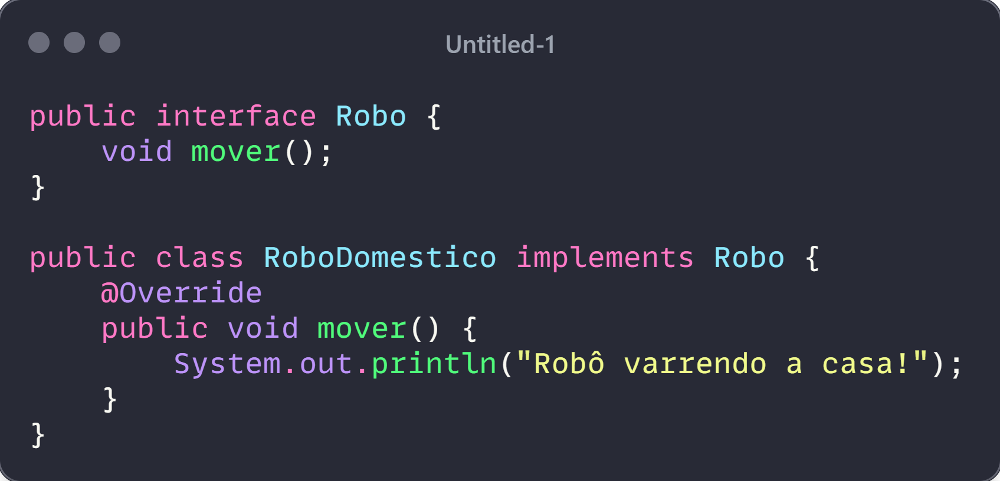 Untitled-1
public interface Robo {
    void mover();
}
public class RoboDomestico implements Robo {
    @Override
    public void mover() {
        System.out.println("Robô varrendo a casa!");
    }
}